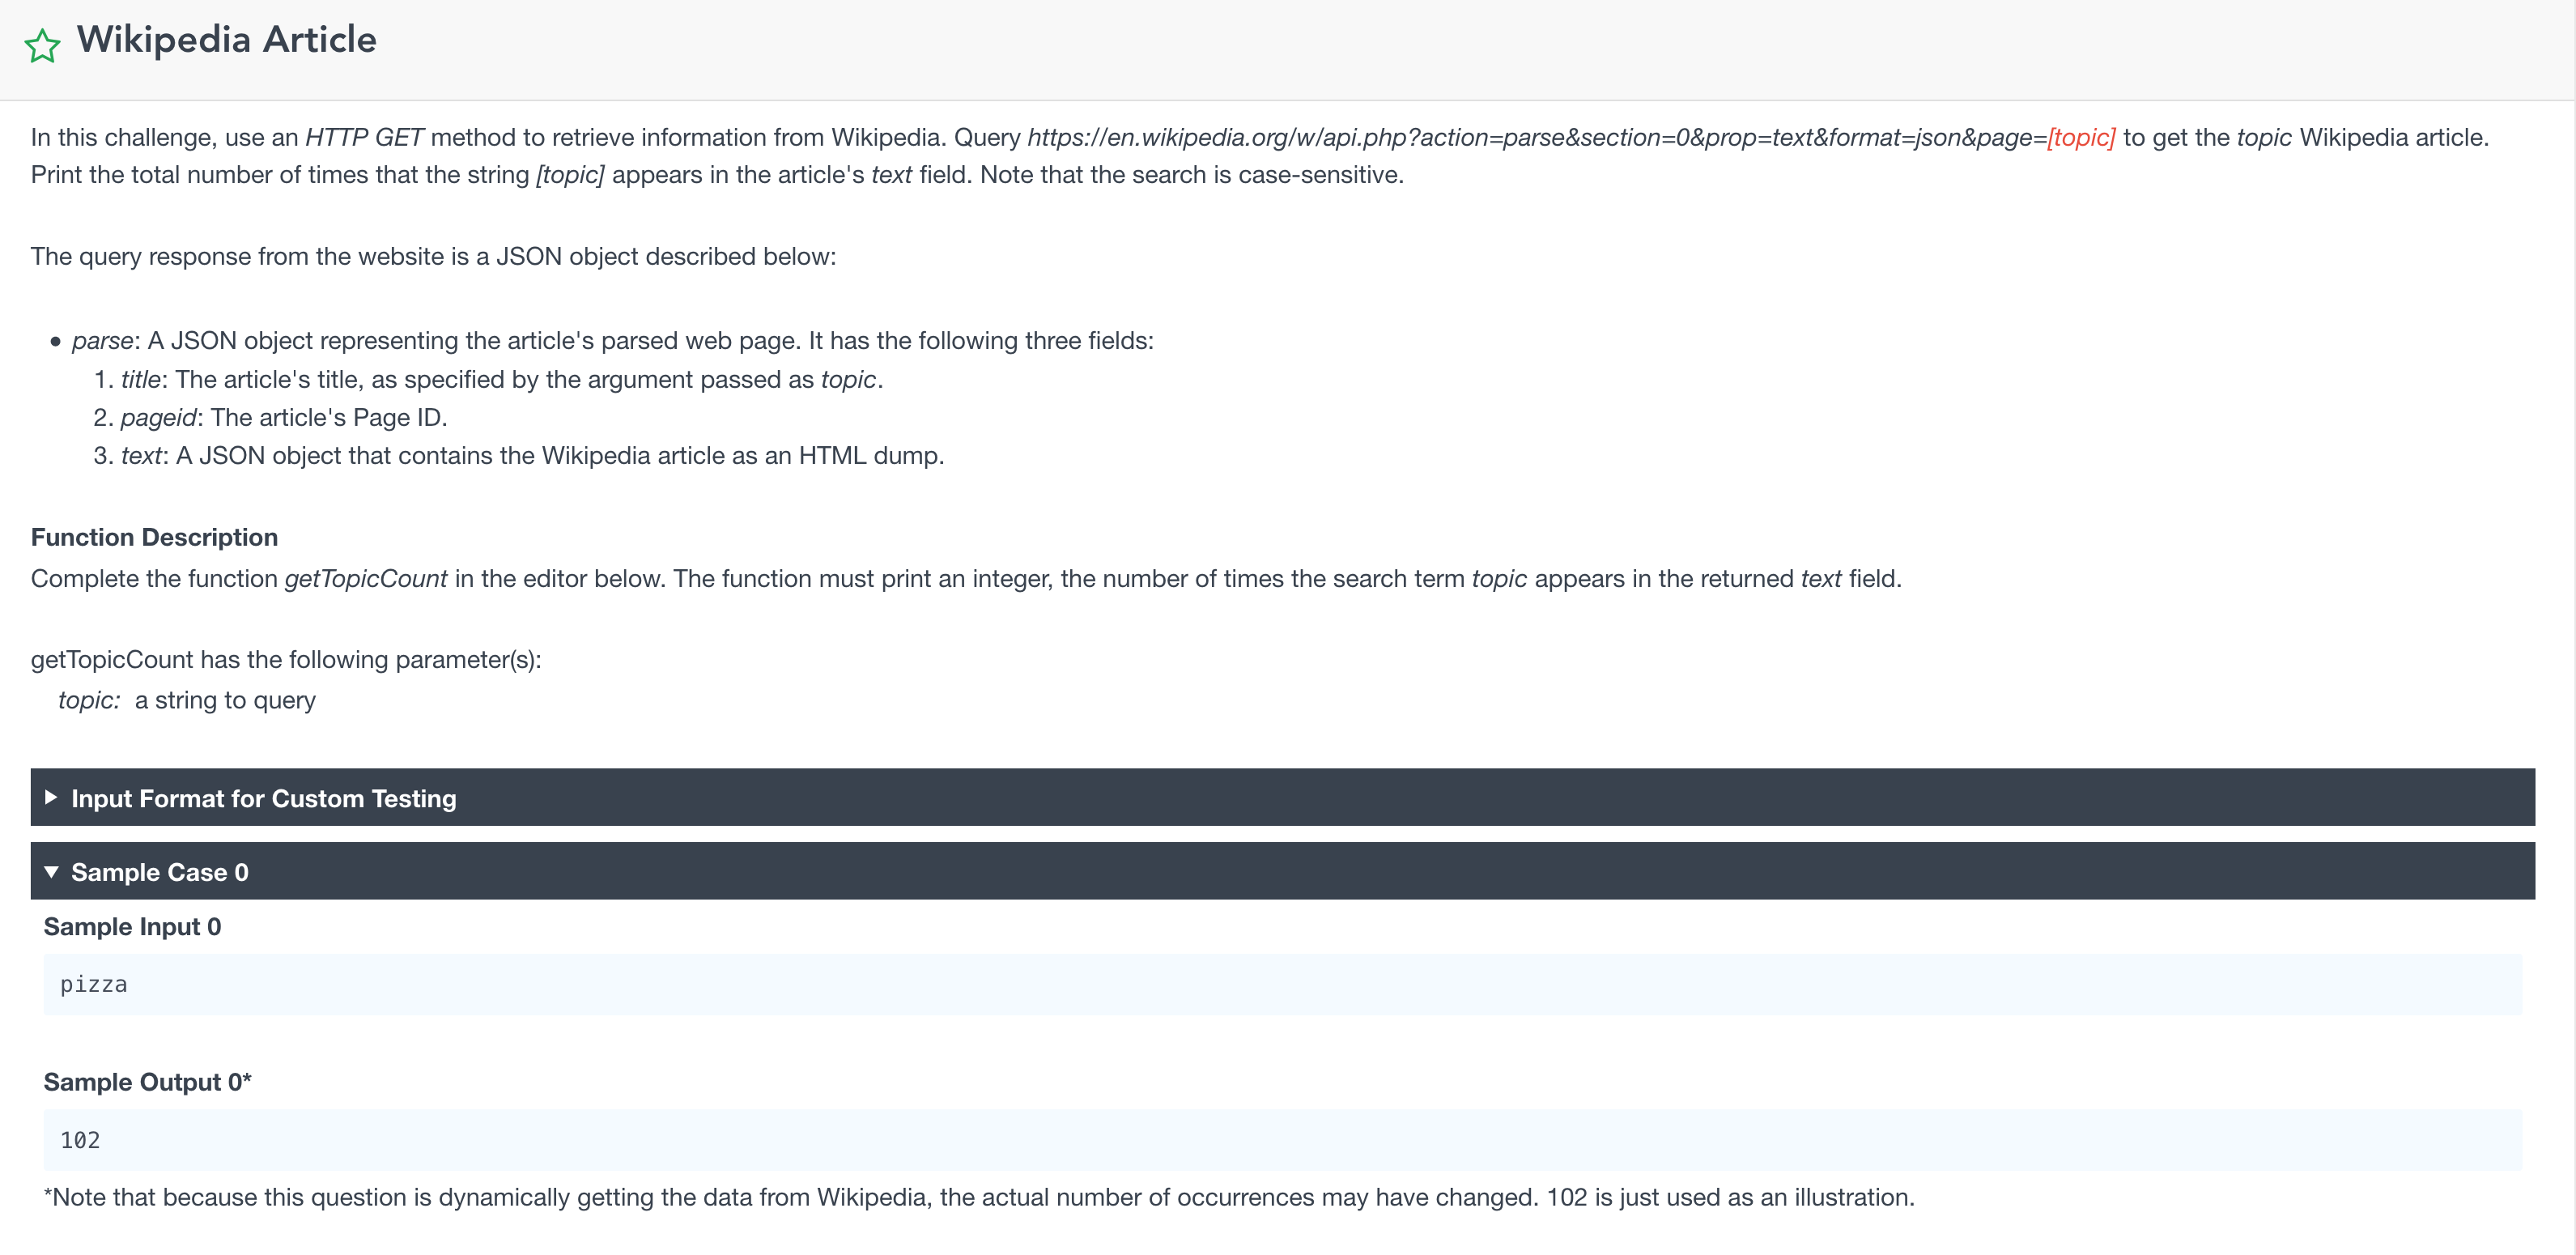 Wikipedia Article
In this challenge, use an HTTP GET method to retrieve information from Wikipedia. Query https://en.wikipedia.org/w/api.php?action=parse&section=0&prop=text&format=json&page=[topic] to get the topic Wikipedia article.
Print the total number of times that the string [topic] appears in the article's text field. Note that the search is case-sensitive.
The query response from the website is a JSON object described below:
• parse: A JSON object representing the article's parsed web page. It has the following three fields:
1. title: The article's title, as specified by the argument passed as topic.
2. pageid: The article's Page ID.
3. text: A JSON object that contains the Wikipedia article as an HTML dump.
Function Description
Complete the function getTopicCount in the editor below. The function must print an integer, the number of times the search term topic appears in the returned text field.
getTopicCount has the following parameter(s):
topic: a string to query
Input Format for Custom Testing
Sample Case 0
Sample Input 0
pizza
Sample Output 0*
102
*Note that because this question is dynamically getting the data from Wikipedia, the actual number of occurrences may have changed. 102 is just used as an illustration.